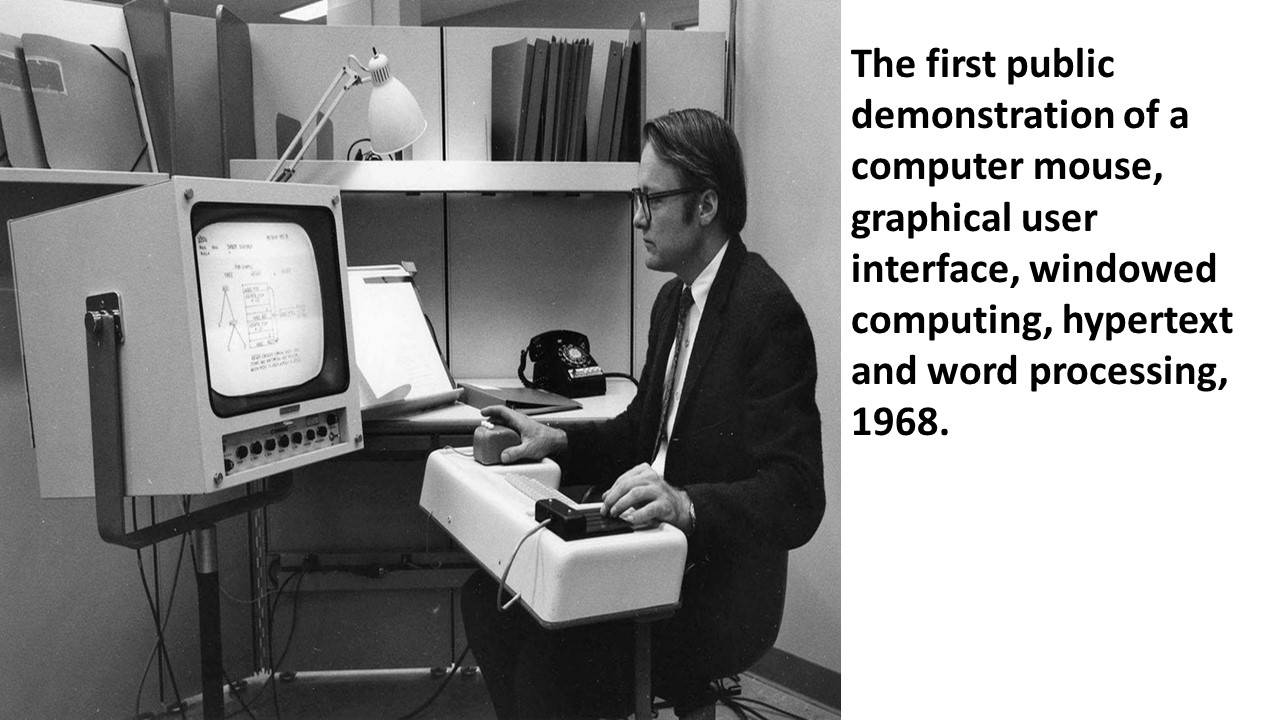 The first public
demonstration of a
computer mouse,
graphical user
interface, windowed
computing, hypertext
and word processing,
1968.